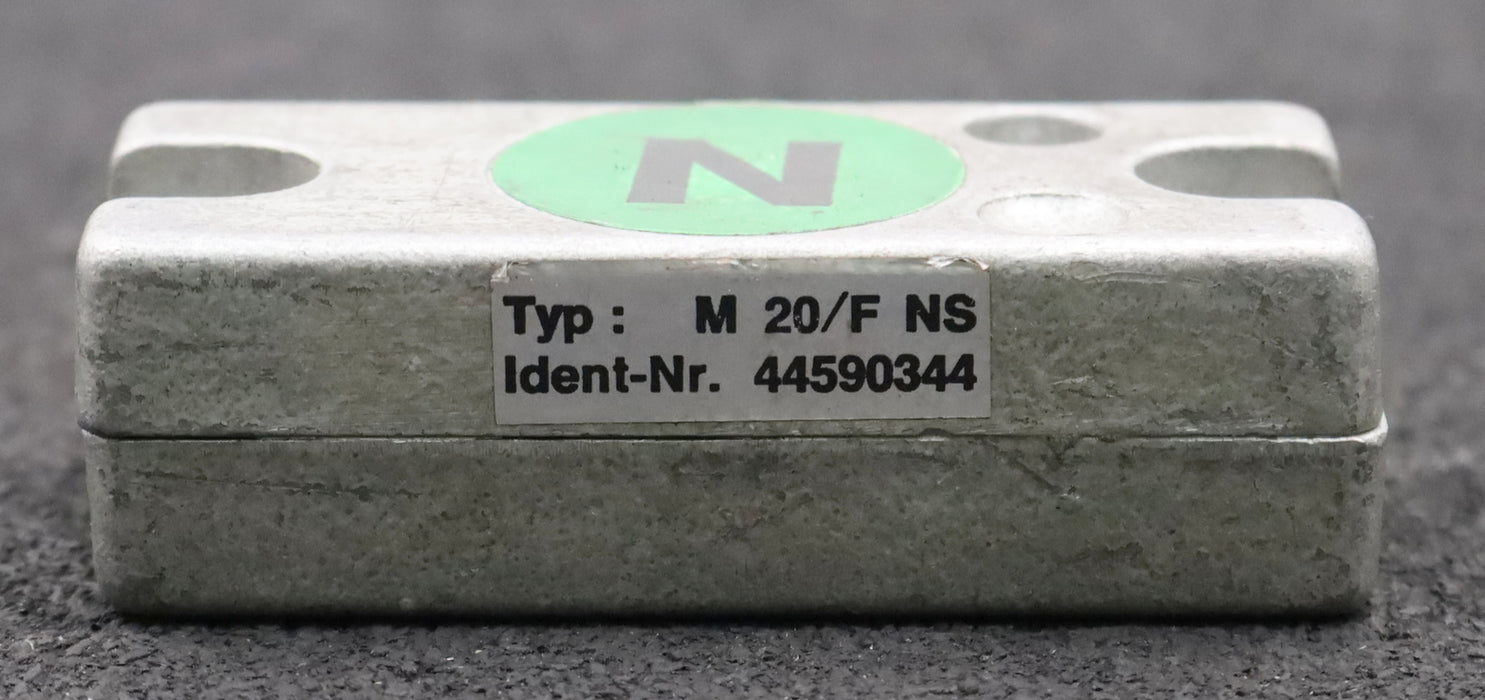 N
Typ : M 20/F NS
Ident-Nr. 44590344